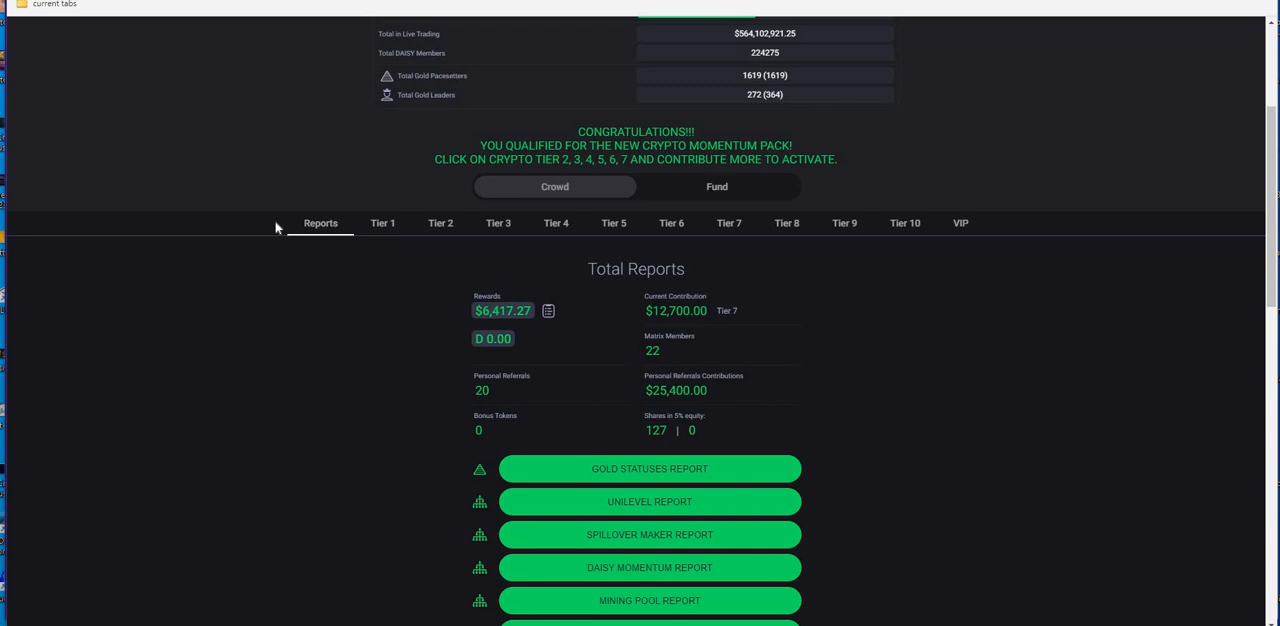 current tabs
Total in Live Trading $564,102,921.25
Total DAISY Members 224275
Total Gold Pacesetters 1619 (1619)
Total Gold Leaders 272 (364)
CONGRATULATIONS!!!
YOU QUALIFIED FOR THE NEW CRYPTO MOMENTUM PACK!
CLICK ON CRYPTO TIER 2, 3, 4, 5, 6, 7 AND CONTRIBUTE MORE TO ACTIVATE.
Crowd Fund
Reports Tier 1 Tier 2 Tier 3 Tier 4 Tier 5 Tier 6 Tier 7 Tier 8 Tier 9 Tier 10 VIP
Total Reports
Rewards Current Contribution
$6,417.27 $12,700.00 Tier 7
D 0.00 Matrix Members
22
Personal Referrals Personal Referrals Contributions
20 $25,400.00
Bonus Tokens Shares in 5% equity:
0 127 | 0
GOLD STATUSES REPORT
UNILEVEL REPORT
SPILLOVER MAKER REPORT
DAISY MOMENTUM REPORT
MINING POOL REPORT